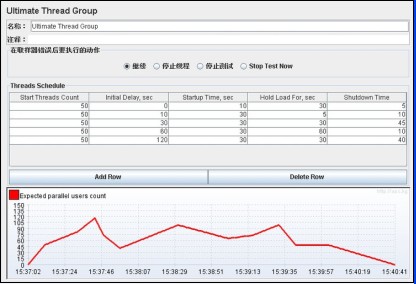 Ultimate Thread Group
名称： Ultimate Thread Group
注释：
在取样器错误后要执行的动作
继续 停止线程 停止测试 Stop Test Now
Threads Schedule
Start Threads Count Initial Delay, sec Startup Time, sec Hold Load For, sec Shutdown Time
50 0 10 30 5
50 10 30 5 10
50 30 30 30 45
50 60 30 60 10
50 120 30 30 40
Add Row Delete Row
Expected parallel users count
150
135
120
105
90
75
60
45
30
15
0
15:37:02 15:37:24 15:37:46 15:38:07 15:38:29 15:38:51 15:39:13 15:39:35 15:39:57 15:40:19 15:40:41